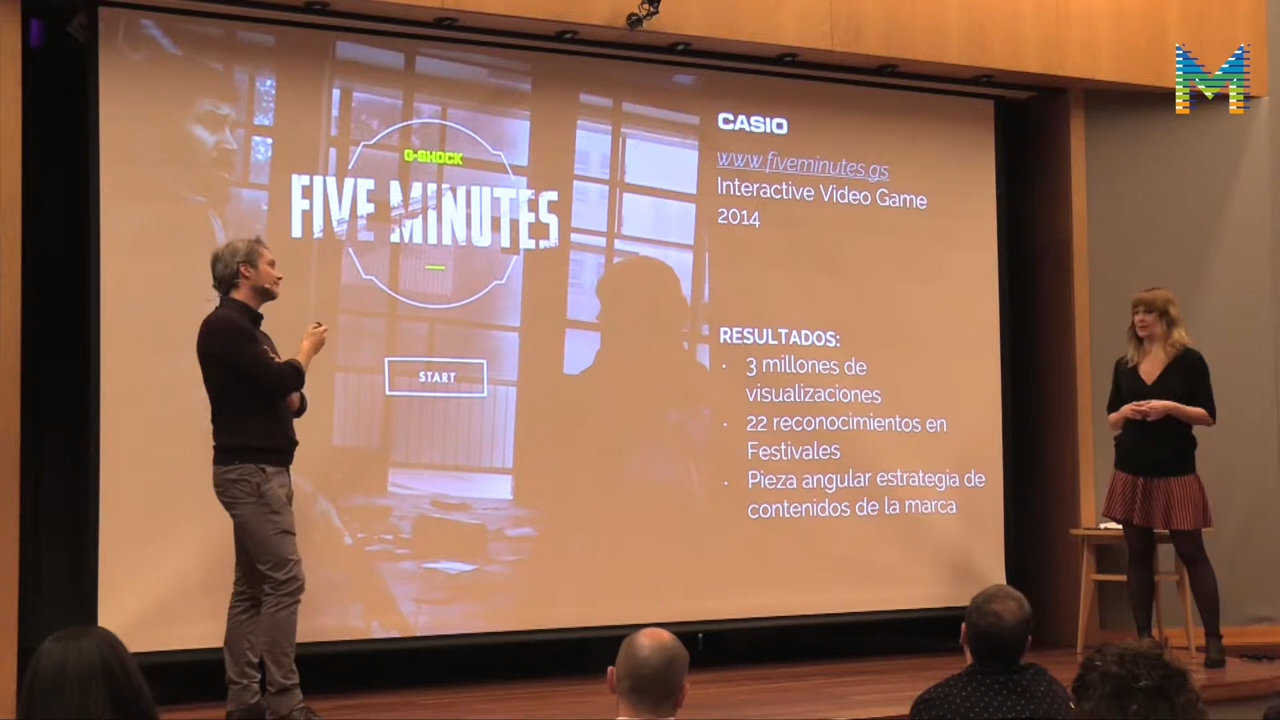 G-SHOCK
FIVE MINUTES
START
CASIO
www.fiveminutes.gs
Interactive Video Game
2014
RESULTADOS:
· 3 millones de
visualizaciones
· 22 reconocimientos en
Festivales
· Pieza angular estrategia de
contenidos de la marca
M